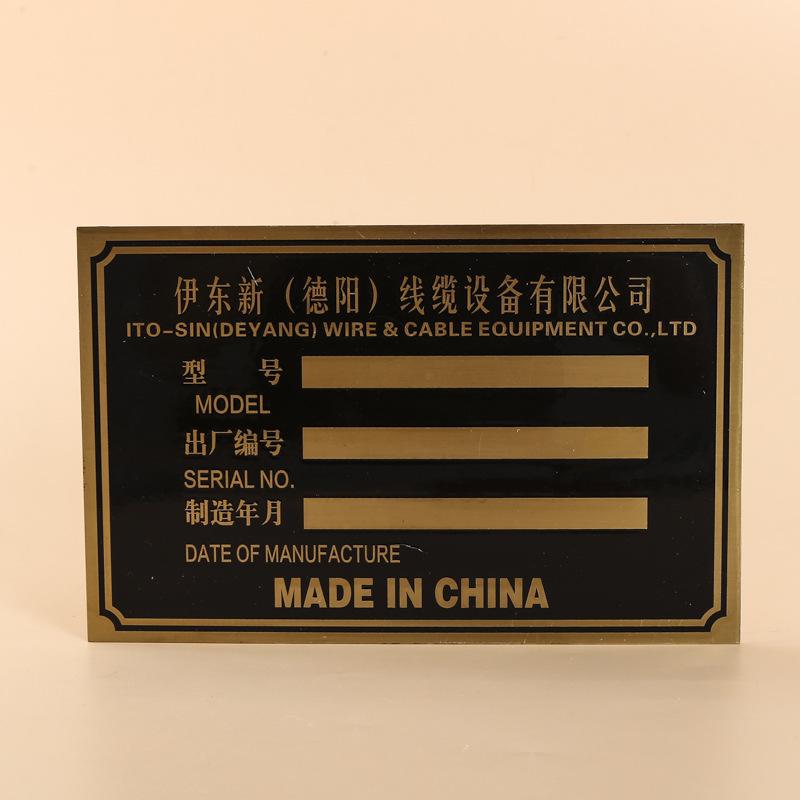 伊东新（德阳）线缆设备有限公司
ITO-SIN(DEYANG) WIRE & CABLE EQUIPMENT CO.,LTD
型 号
MODEL
出厂编号
SERIAL NO.
制造年月
DATE OF MANUFACTURE
MADE IN CHINA